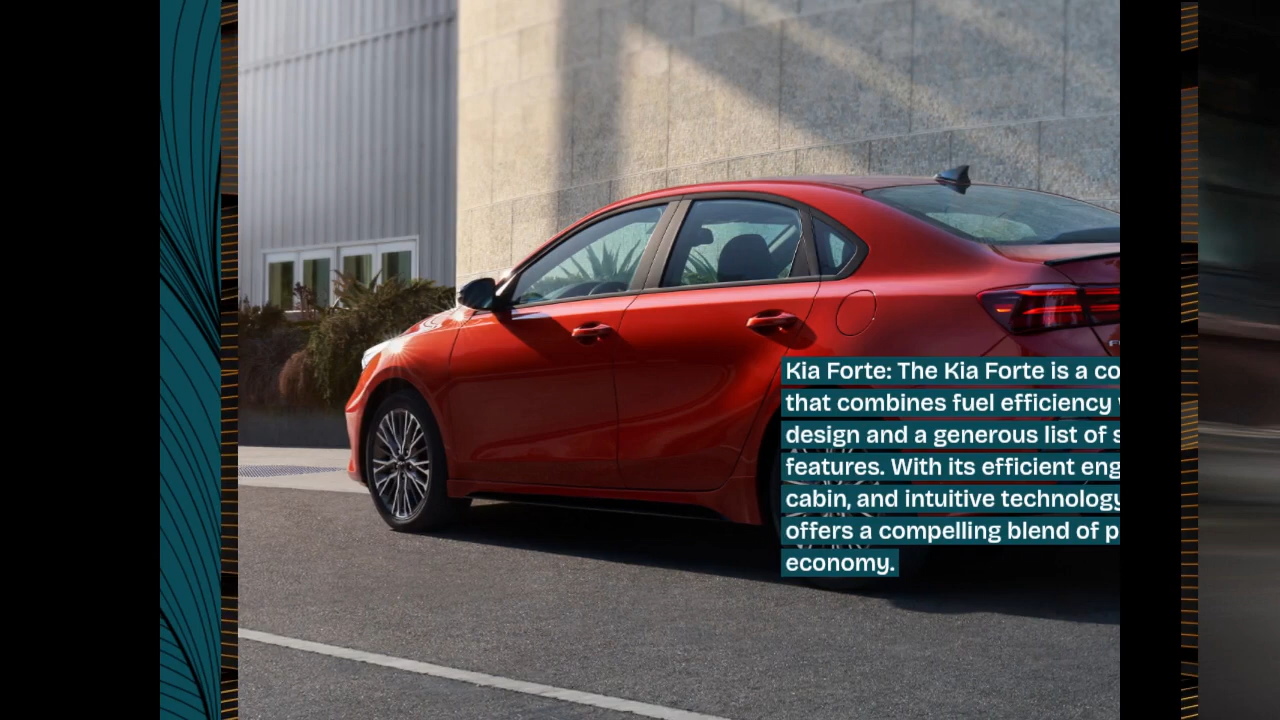 Kia Forte: The Kia Forte is a co
that combines fuel efficiency
design and a generous list of s
features. With its efficient eng
cabin, and intuitive technology
offers a compelling blend of p
economy.